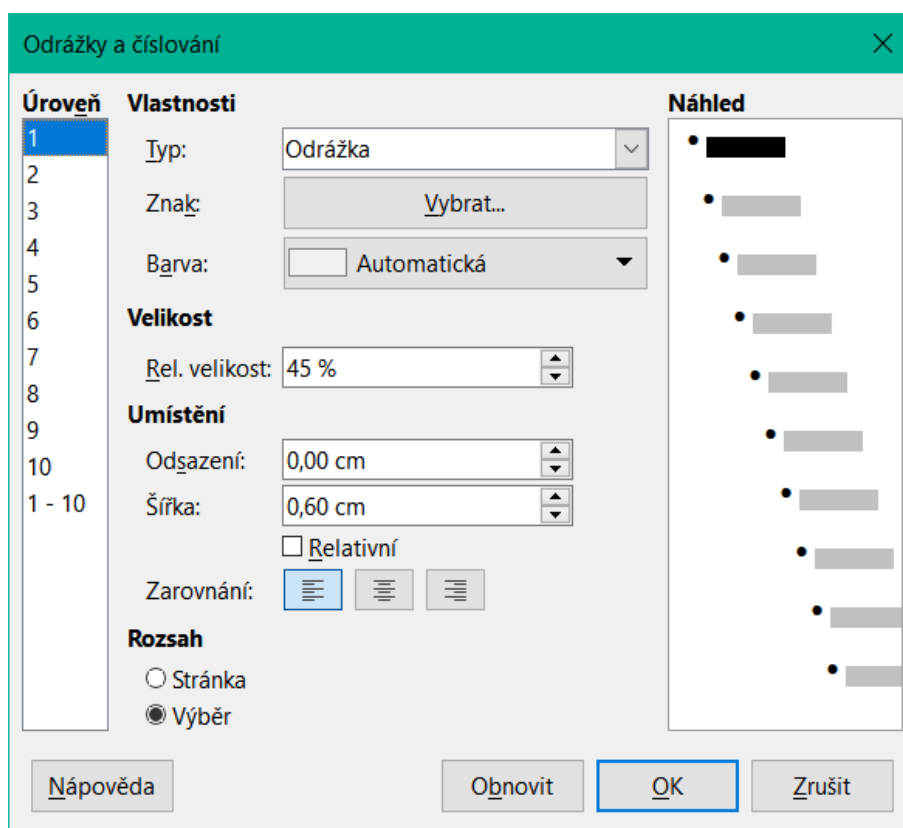 Odrážky a číslování
Úroveň
1
2
3
4
5
6
7
8
9
10
1 - 10
Vlastnosti
Typ:
Odrážka
Znak:
Vybrat...
Barva:
Automatická
Velikost
Rel. velikost:
45 %
Umístění
Odsazení:
0,00 cm
Šířka:
0,60 cm
Relativní
Zarovnání:
Rozsah
Stránka
Výběr
Náhled
Nápověda
Obnovit
OK
Zrušit